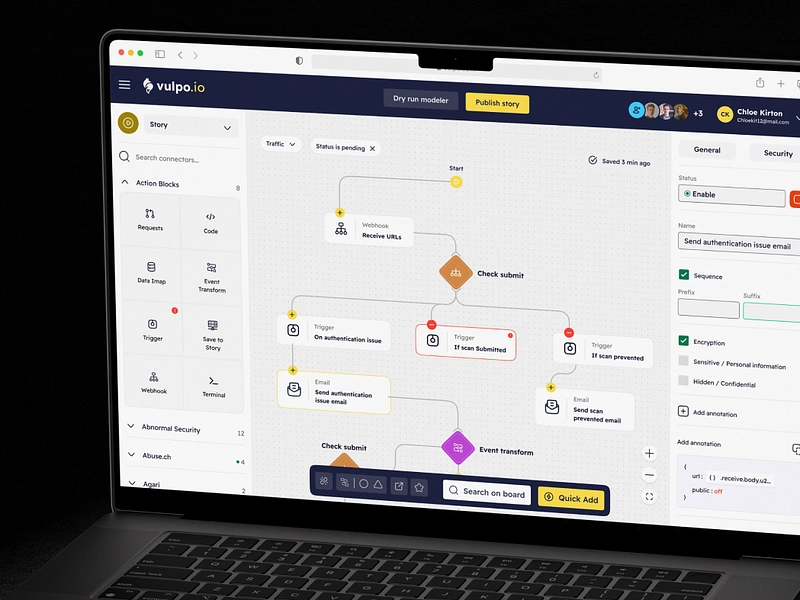 vulpo.io
Dry run modeler
Publish story
+3
CK
Chloe Kirton
Chloekit12@mail.com
Story
Search connectors...
Action Blocks
8
Requests
Code
Data Imap
Event
Transform
Trigger
Save to
Story
Webhook
Terminal
Abnormal Security
12
Abuse.ch
4
Agari
2
Traffic
Status is pending
Saved 3 min ago
Start
Webhook
Receive URLs
Check submit
Trigger
On authentication issue
Trigger
If scan Submitted
Trigger
If scan prevented
Email
Send authentication
issue email
Email
Send scan
prevented email
Check submit
Event transform
Search on board
Quick Add
General
Security
Status
Enable
Name
Send authentication issue email
Sequence
Prefix
Suffix
Encryption
Sensitive / Personal information
Hidden / Confidential
Add annotation
Add annotation
{
url: {} .receive.body.u2...
public: off
}